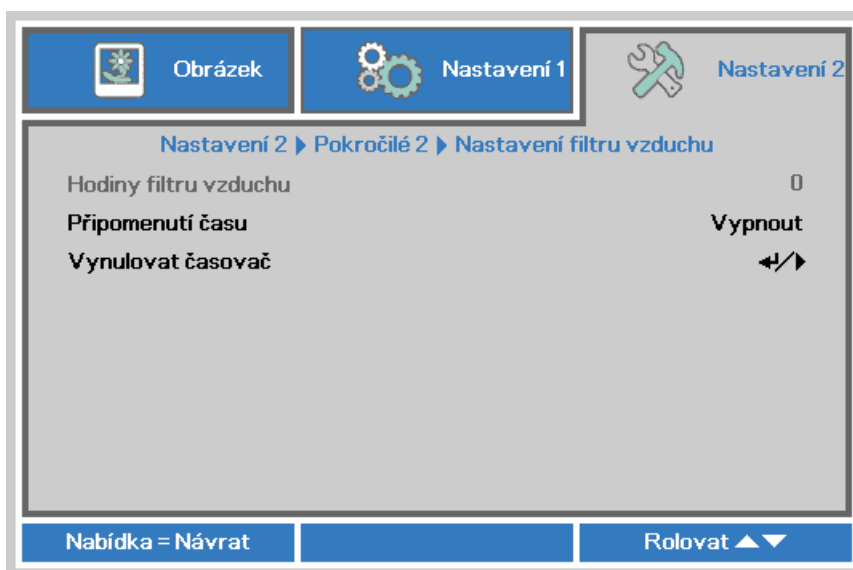 Obrázek
Nastavení 1
Nastavení 2
Nastavení 2 ▶ Pokročilé 2 ▶ Nastavení filtru vzduchu
Hodiny filtru vzduchu 0
Připomenutí času Vypnout
Vynulovat časovač ↵/▶
Nabídka = Návrat
Rolovat ▲▼